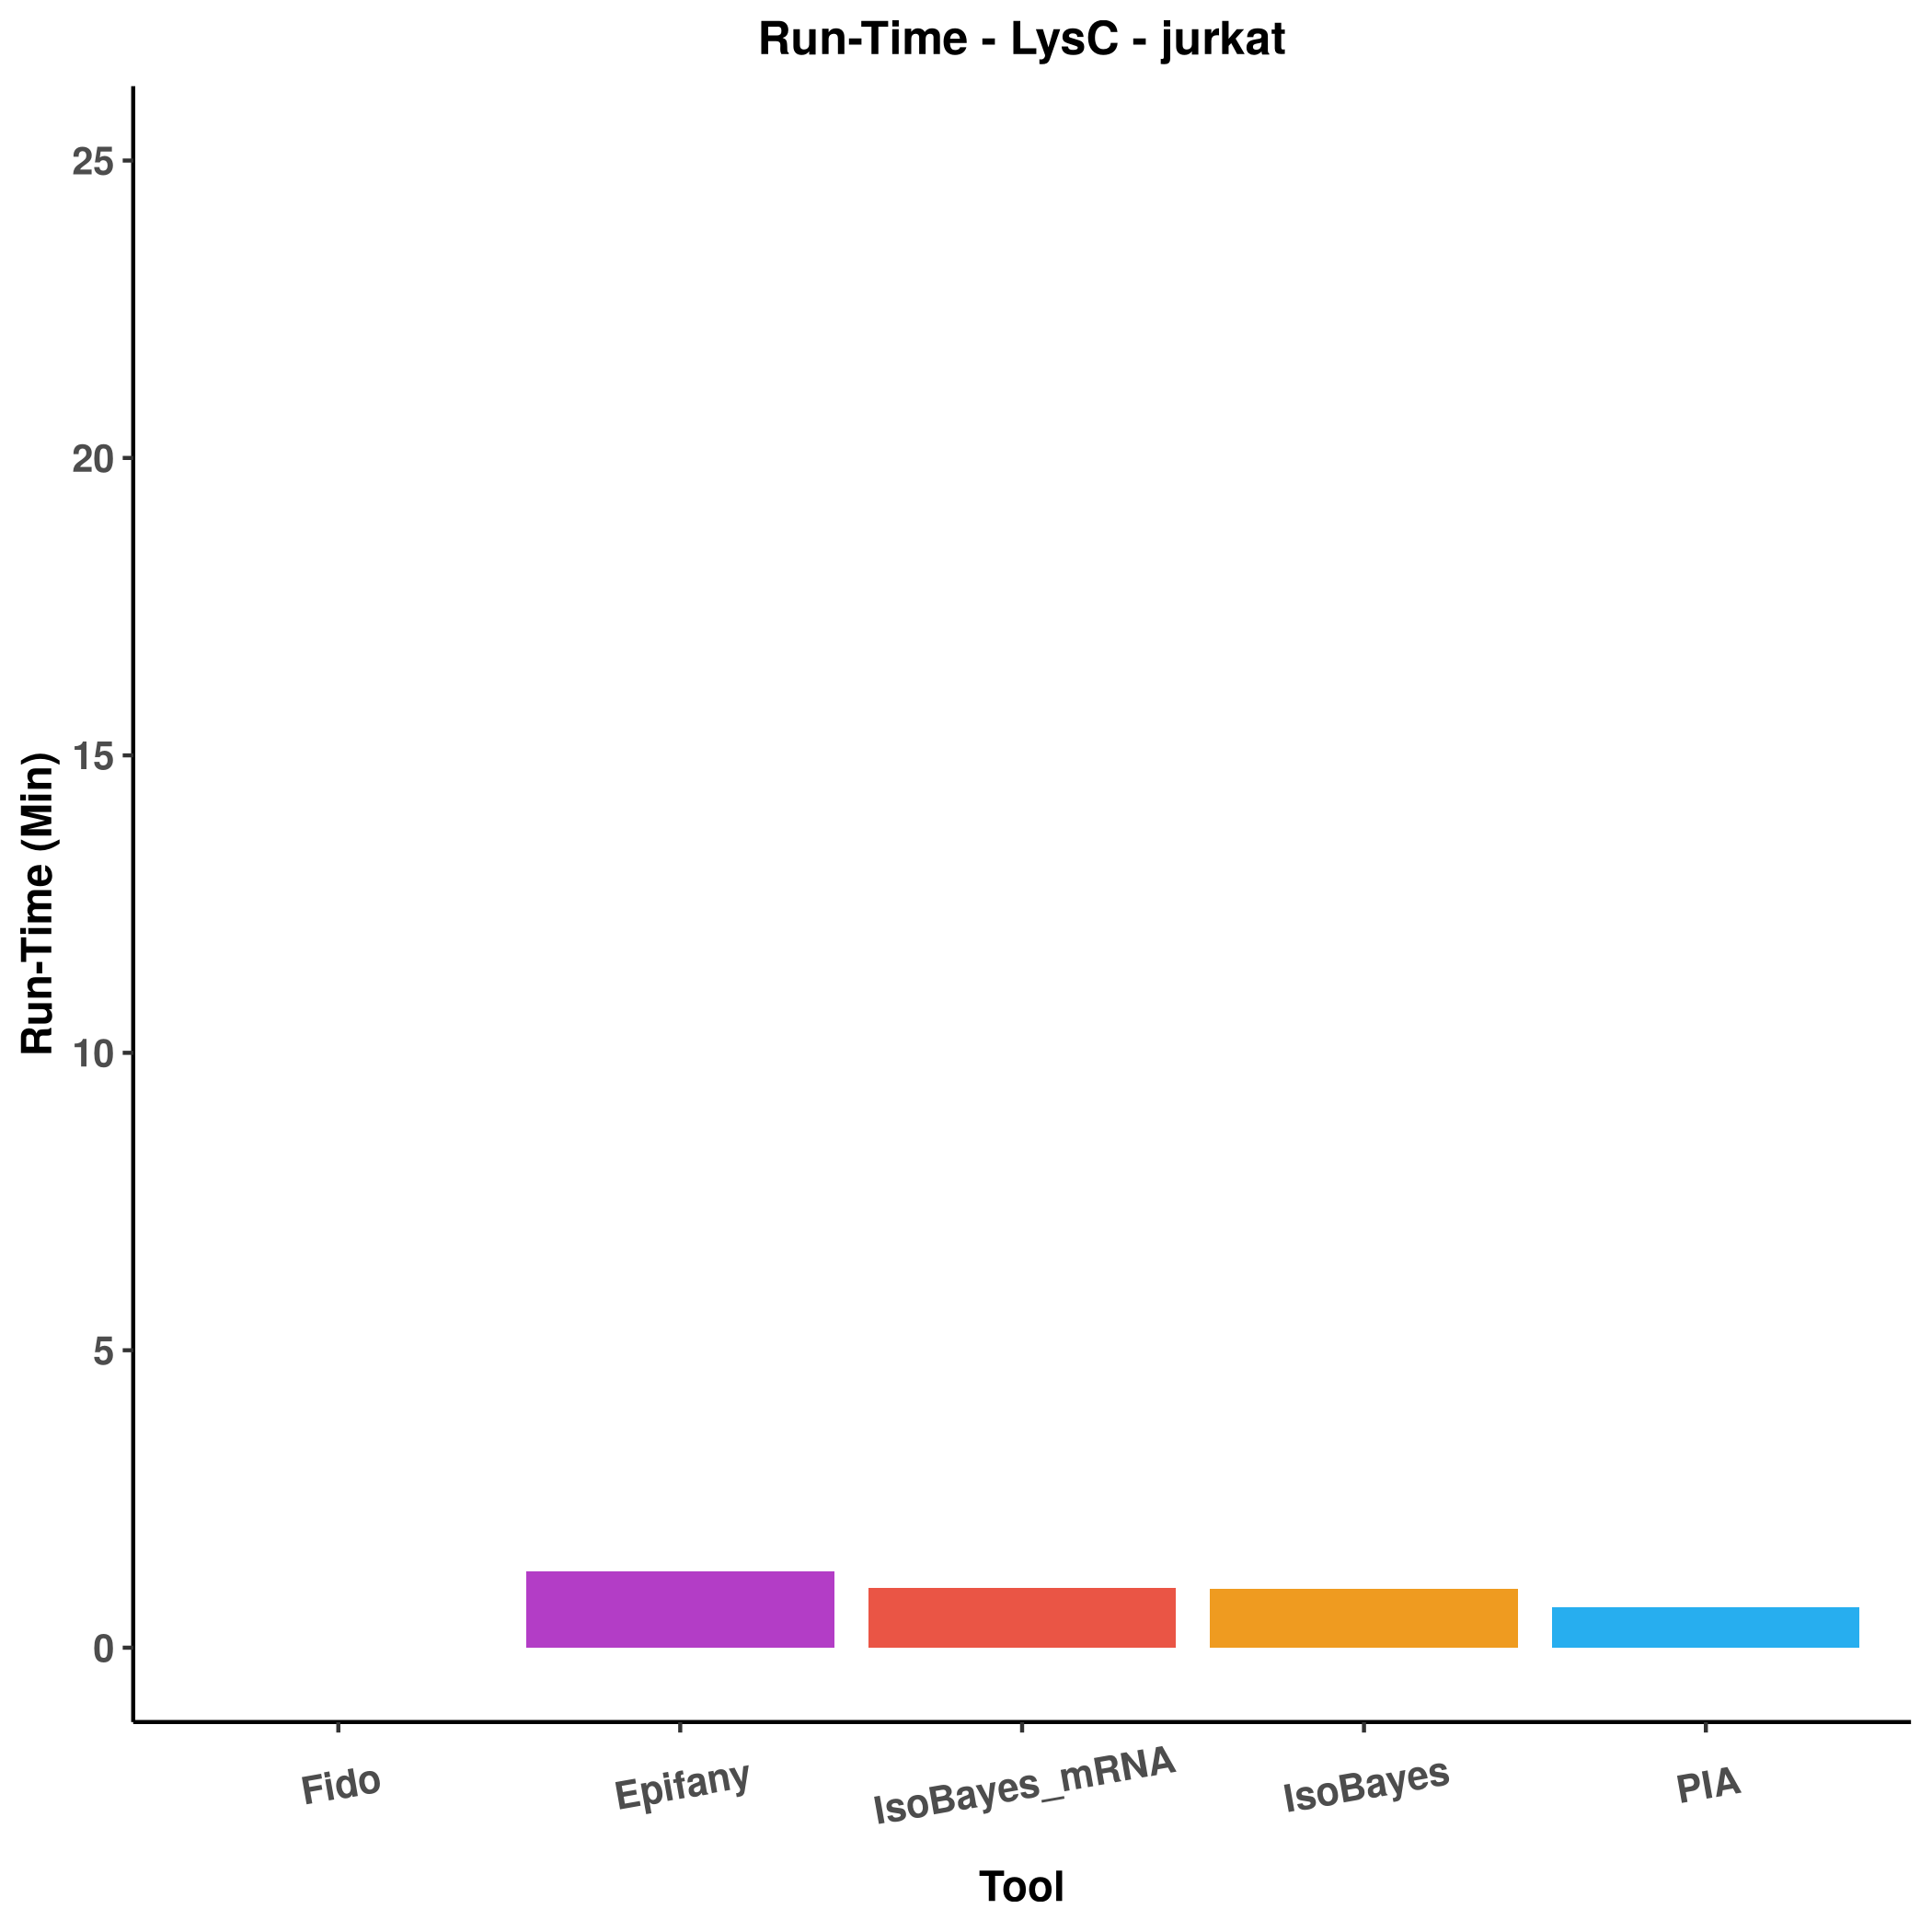 Run-Time - LysC - jurkat
Run-Time (Min)
25
20
15
10
5
0
Fido
Epifany
IsoBayes_mRNA
IsoBayes
PIA
Tool